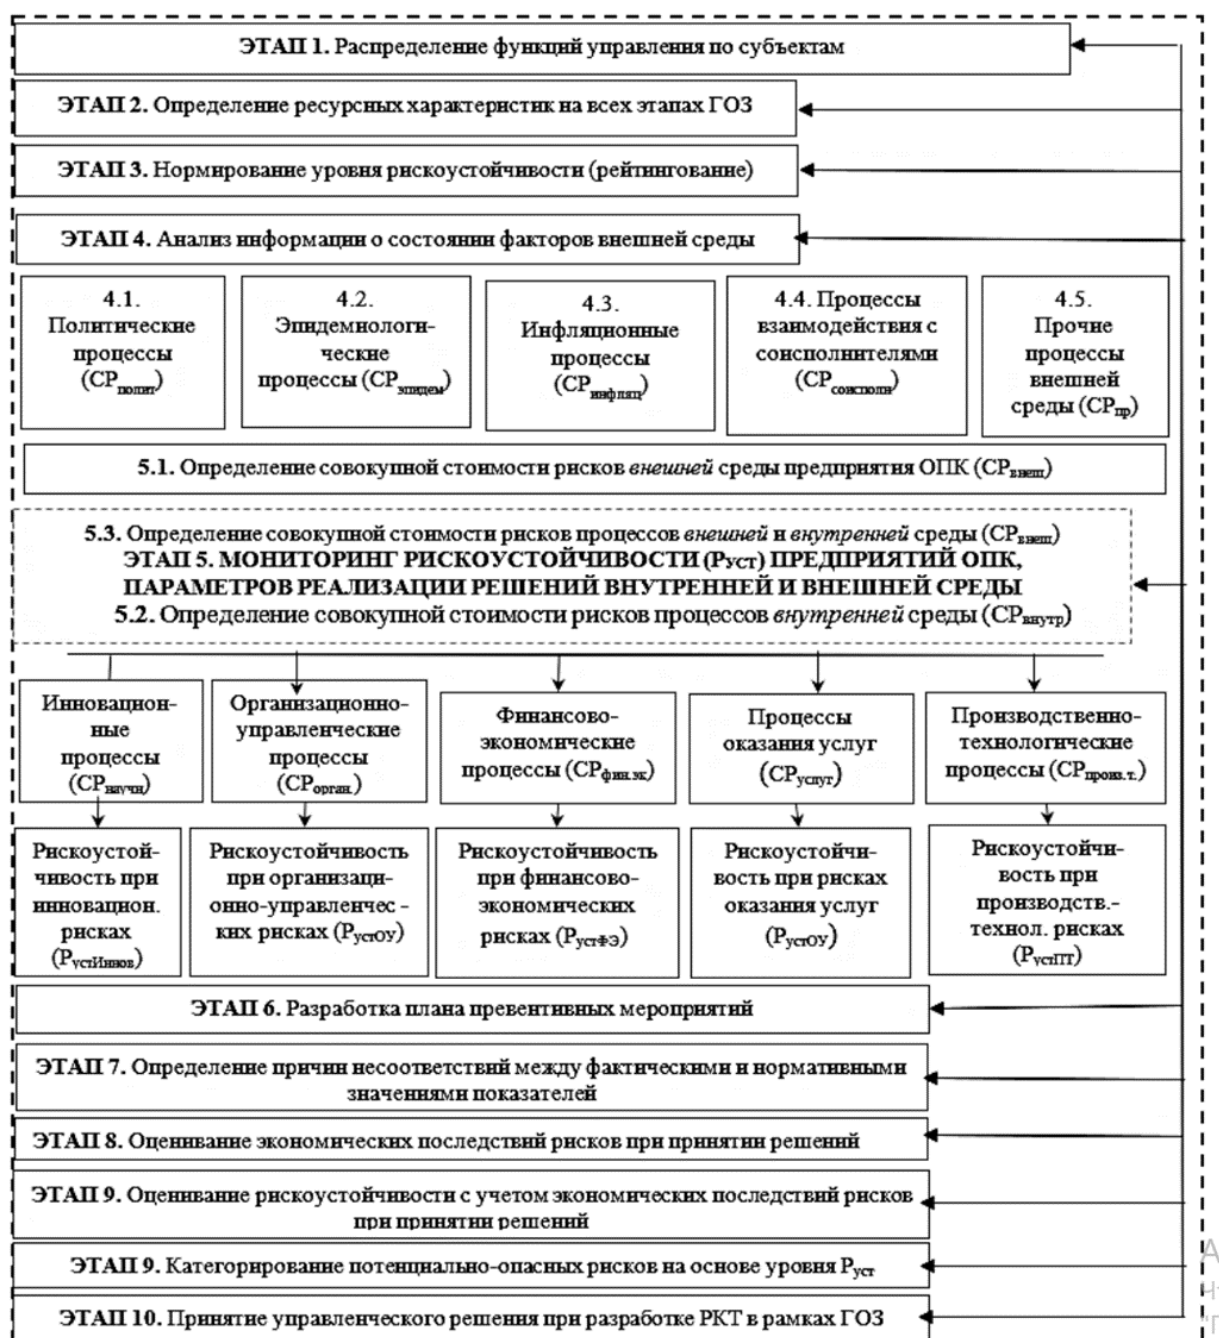 ЭТАП 1. Распределение функций управления по субъектам
ЭТАП 2. Определение ресурсных характеристик на всех этапах ГОЗ
ЭТАП 3. Нормирование уровня рискоустойчивости (рейтингование)
ЭТАП 4. Анализ информации о состоянии факторов внешней среды
4.1.
Политические
процессы
(СРполит)
4.2.
Эпидемиологи-
ческие
процессы (СРэпидем)
4.3.
Инфляционные
процессы
(СРинфляц)
4.4. Процессы
взаимодействия с
соисполнителями
(СРсоисполн)
4.5.
Прочие
процессы
внешней
среды (СРпр)
5.1. Определение совокупной стоимости рисков внешней среды предприятия ОПК (СРвнеш)
5.3. Определение совокупной стоимости рисков процессов внешней и внутренней среды (СРвнеш)
ЭТАП 5. МОНИТОРИНГ РИСКОУСТОЙЧИВОСТИ (Руст) ПРЕДПРИЯТИЙ ОПК,
ПАРАМЕТРОВ РЕАЛИЗАЦИИ РЕШЕНИЙ ВНУТРЕННЕЙ И ВНЕШНЕЙ СРЕДЫ
5.2. Определение совокупной стоимости рисков процессов внутренней среды (СРвнутр)
Инновацион-
ные
процессы
(СРнаучн)
Организационно-
управленческие
процессы
(СРорган.)
Финансово-
экономические
процессы (СРфин.эк)
Процессы
оказания услуг
(СРуслуг)
Производственно-
технологические
процессы (СРпроиз.т.)
Рискоустой-
чивость при
инновацион.
рисках
(РустИннов)
Рискоустойчивость
при организаци-
онно-управленчес-
ких рисках (РустОУ)
Рискоустойчивость
при финансово-
экономических
рисках (РустФЭ)
Рискоустойчи-
вость при рисках
оказания услуг
(РустОУ)
Рискоустойчи-
вость при
производств.-
технол. рисках
(РустПТ)
ЭТАП 6. Разработка плана превентивных мероприятий
ЭТАП 7. Определение причин несоответствий между фактическими и нормативными
значениями показателей
ЭТАП 8. Оценивание экономических последствий рисков при принятии решений
ЭТАП 9. Оценивание рискоустойчивости с учетом экономических последствий рисков
при принятии решений
ЭТАП 9. Категорирование потенциально-опасных рисков на основе уровня Руст
ЭТАП 10. Принятие управленческого решения при разработке РКТ в рамках ГОЗ